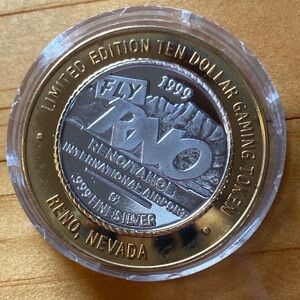 LIMITED EDITION TEN DOLLAR GAMING TOKEN
1999
FLY
RNO
RENO/TAHOE
INTERNATIONAL AIRPORT
.999 FINE SILVER
RENO, NEVADA